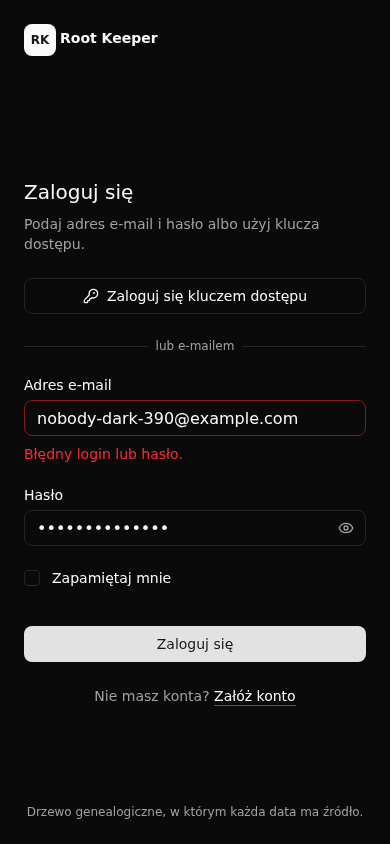 RK Root Keeper
Zaloguj się
Podaj adres e-mail i hasło albo użyj klucza
dostępu.
Zaloguj się kluczem dostępu
lub e-mailem
Adres e-mail
nobody-dark-390@example.com
Błędny login lub hasło.
Hasło
••••••••••••••
Zapamiętaj mnie
Zaloguj się
Nie masz konta? Załóż konto
Drzewo genealogiczne, w którym każda data ma źródło.